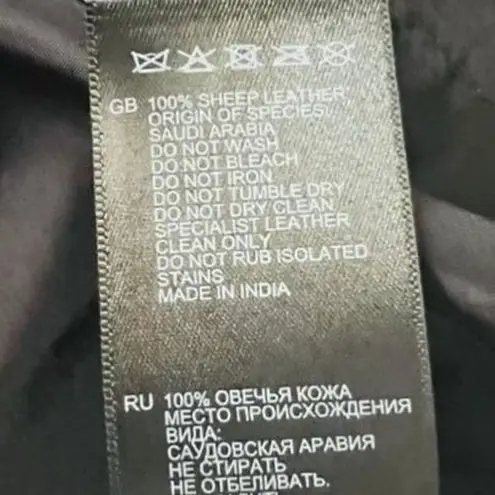 GB 100% SHEEP LEATHER
ORIGIN OF SPECIES:
SAUDI ARABIA
DO NOT WASH
DO NOT BLEACH
DO NOT IRON
DO NOT TUMBLE DRY
DO NOT DRY CLEAN
SPECIALIST LEATHER
CLEAN ONLY
DO NOT RUB ISOLATED
STAINS
MADE IN INDIA
RU 100% ОВЕЧЬЯ КОЖА
МЕСТО ПРОИСХОЖДЕНИЯ
ВИДА:
САУДОВСКАЯ АРАВИЯ
НЕ СТИРАТЬ
НЕ ОТБЕЛИВАТЬ.